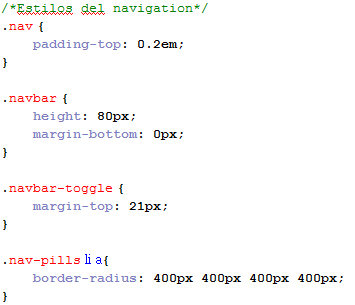 /*Estilos del navigation*/
.nav {
    padding-top: 0.2em;
}
.navbar {
    height: 80px;
    margin-bottom: 0px;
}
.navbar-toggle {
    margin-top: 21px;
}
.nav-pills li a{
    border-radius: 400px 400px 400px 400px;